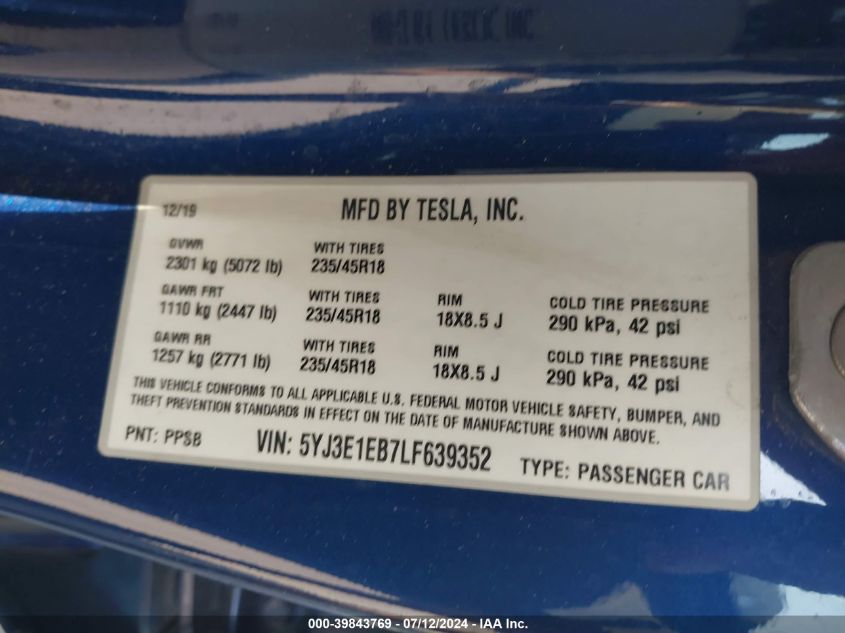 12/19 MFD BY TESLA, INC.
GVWR WITH TIRES
2301 kg (5072 lb) 235/45R18
GAWR FRT WITH TIRES RIM COLD TIRE PRESSURE
1110 kg (2447 lb) 235/45R18 18X8.5 J 290 kPa, 42 psi
GAWR RR WITH TIRES RIM COLD TIRE PRESSURE
1257 kg (2771 lb) 235/45R18 18X8.5 J 290 kPa, 42 psi
THIS VEHICLE CONFORMS TO ALL APPLICABLE U.S. FEDERAL MOTOR VEHICLE SAFETY, BUMPER, AND
THEFT PREVENTION STANDARDS IN EFFECT ON THE DATE OF MANUFACTURE SHOWN ABOVE.
PNT: PPSB VIN: 5YJ3E1EB7LF639352 TYPE: PASSENGER CAR
000-39843769 - 07/12/2024 - IAA Inc.